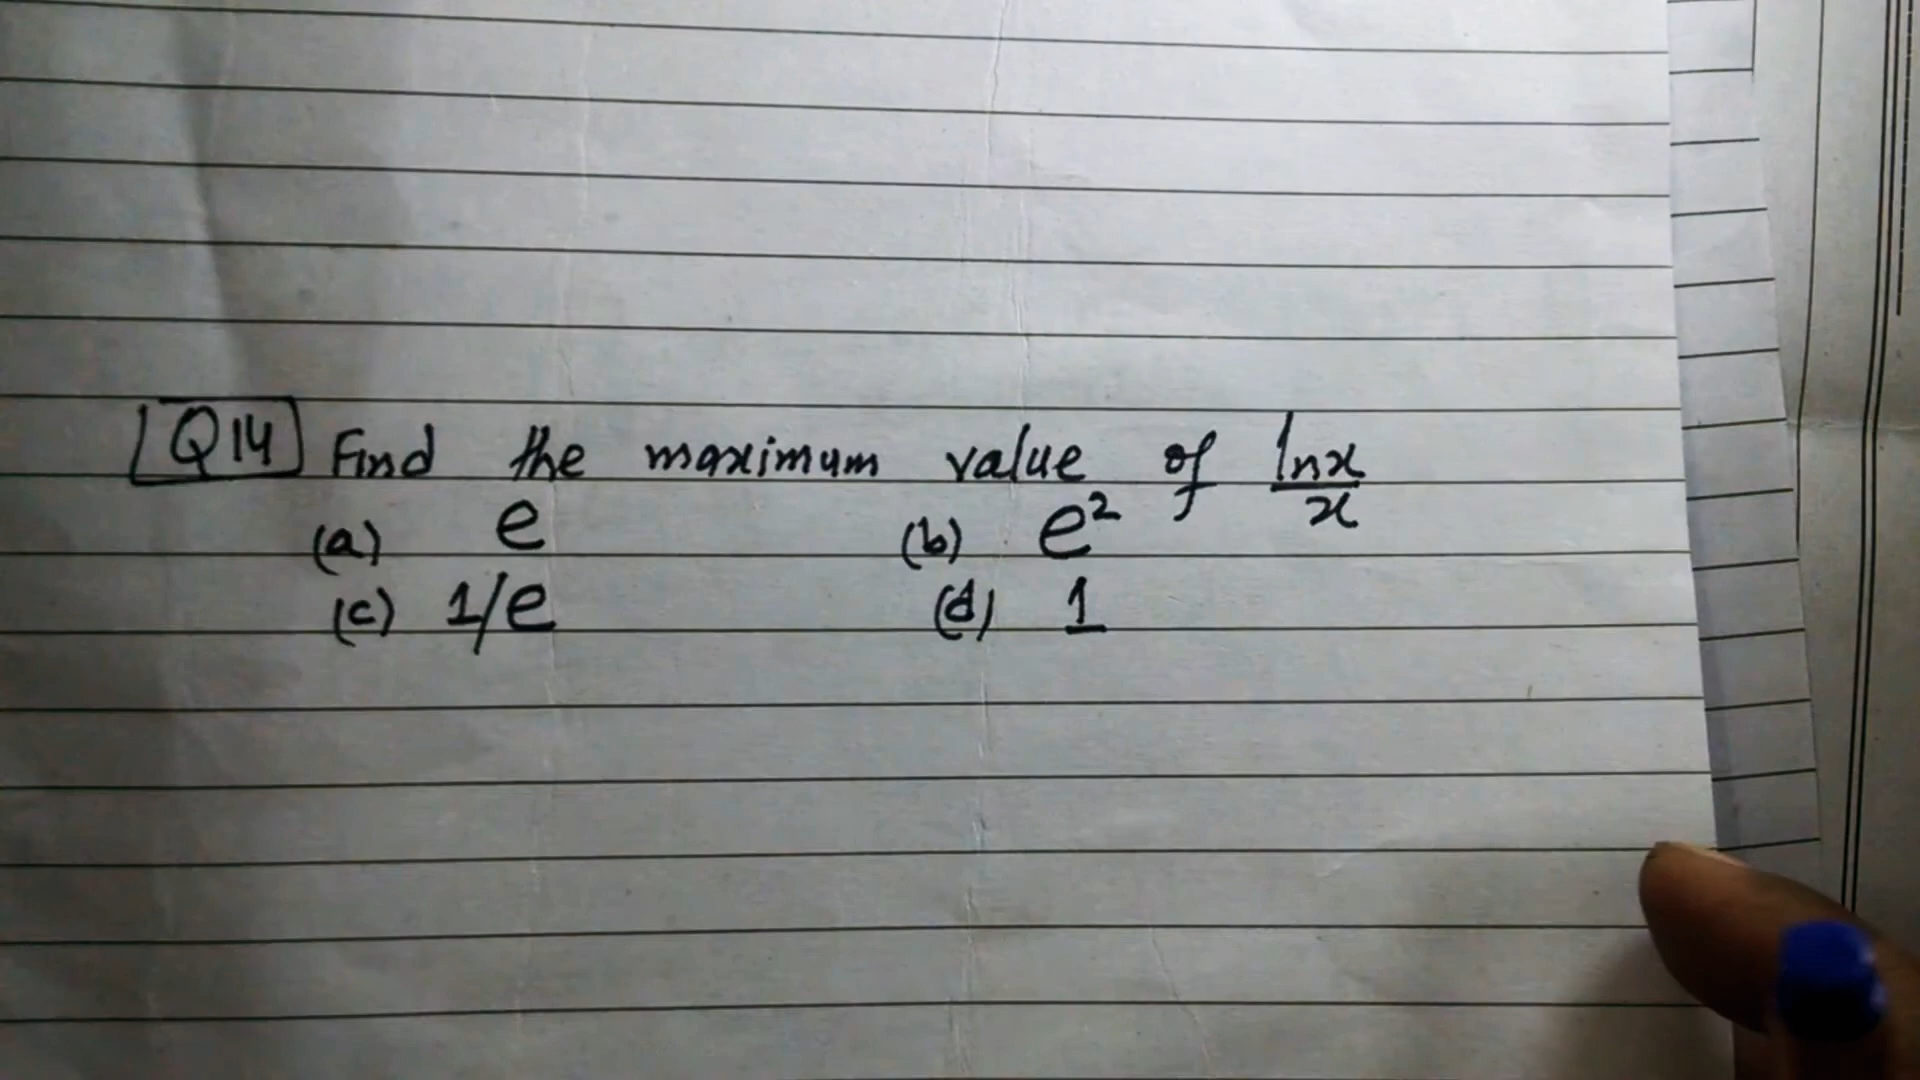 Q14 Find the maximum value of lnx/x
(a) e (b) e²
(c) 1/e (d) 1